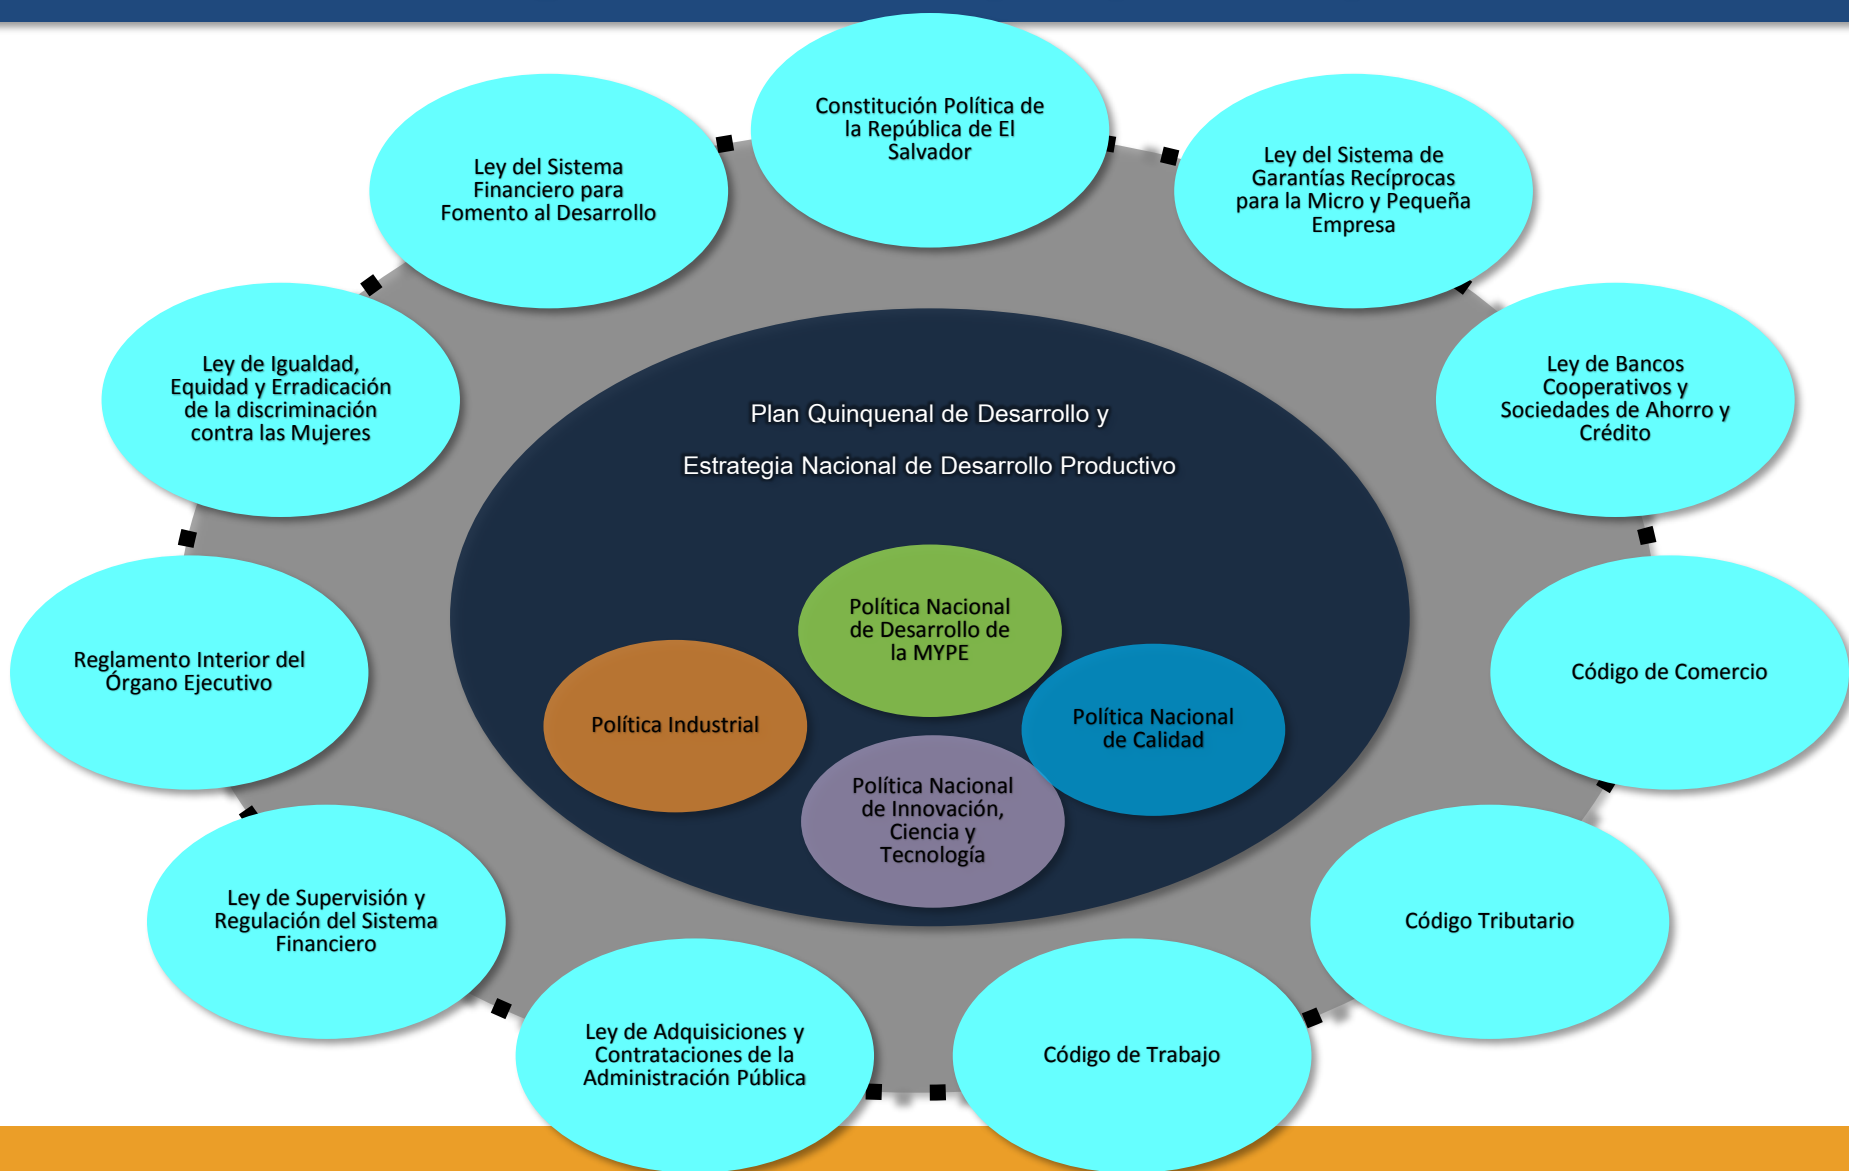 Constitución Política de
la República de El
Salvador
Ley del Sistema de
Garantías Recíprocas
para la Micro y Pequeña
Empresa
Ley de Bancos
Cooperativos y
Sociedades de Ahorro y
Crédito
Código de Comercio
Código Tributario
Código de Trabajo
Ley de Adquisiciones y
Contrataciones de la
Administración Pública
Ley de Supervisión y
Regulación del Sistema
Financiero
Reglamento Interior del
Órgano Ejecutivo
Ley de Igualdad,
Equidad y Erradicación
de la discriminación
contra las Mujeres
Ley del Sistema
Financiero para
Fomento al Desarrollo
Plan Quinquenal de Desarrollo y
Estrategia Nacional de Desarrollo Productivo
Política Nacional
de Desarrollo de
la MYPE
Política Industrial
Política Nacional
de Calidad
Política Nacional
de Innovación,
Ciencia y
Tecnología